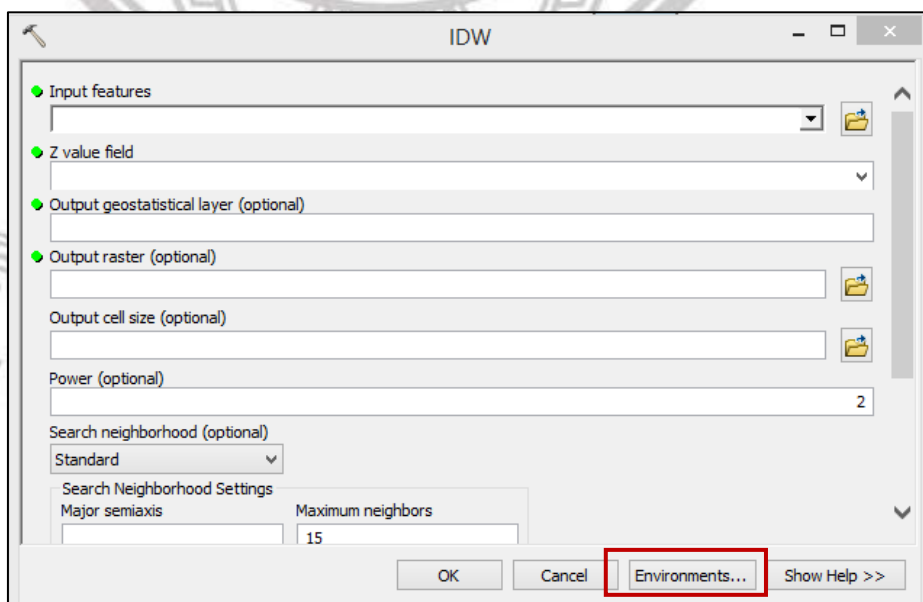 IDW
Input features
Z value field
Output geostatistical layer (optional)
Output raster (optional)
Output cell size (optional)
Power (optional)
2
Search neighborhood (optional)
Standard
Search Neighborhood Settings
Major semiaxis Maximum neighbors
15
OK Cancel Environments... Show Help >>